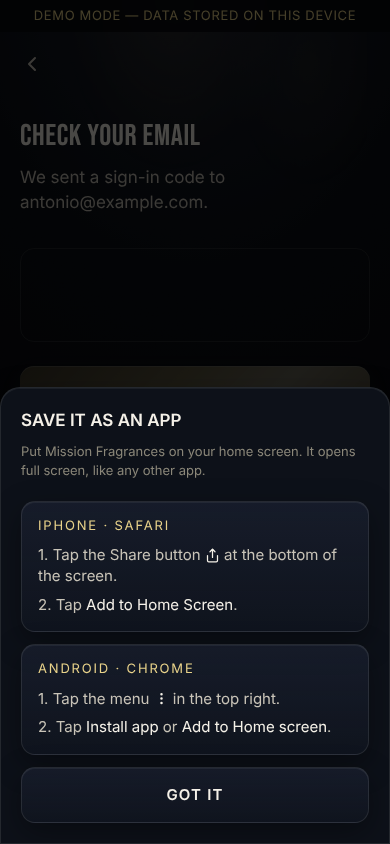 DEMO MODE — DATA STORED ON THIS DEVICE
CHECK YOUR EMAIL
We sent a sign-in code to
antonio@example.com.
SAVE IT AS AN APP
Put Mission Fragrances on your home screen. It opens
full screen, like any other app.
IPHONE · SAFARI
1. Tap the Share button at the bottom of
the screen.
2. Tap Add to Home Screen.
ANDROID · CHROME
1. Tap the menu ⋮ in the top right.
2. Tap Install app or Add to Home screen.
GOT IT